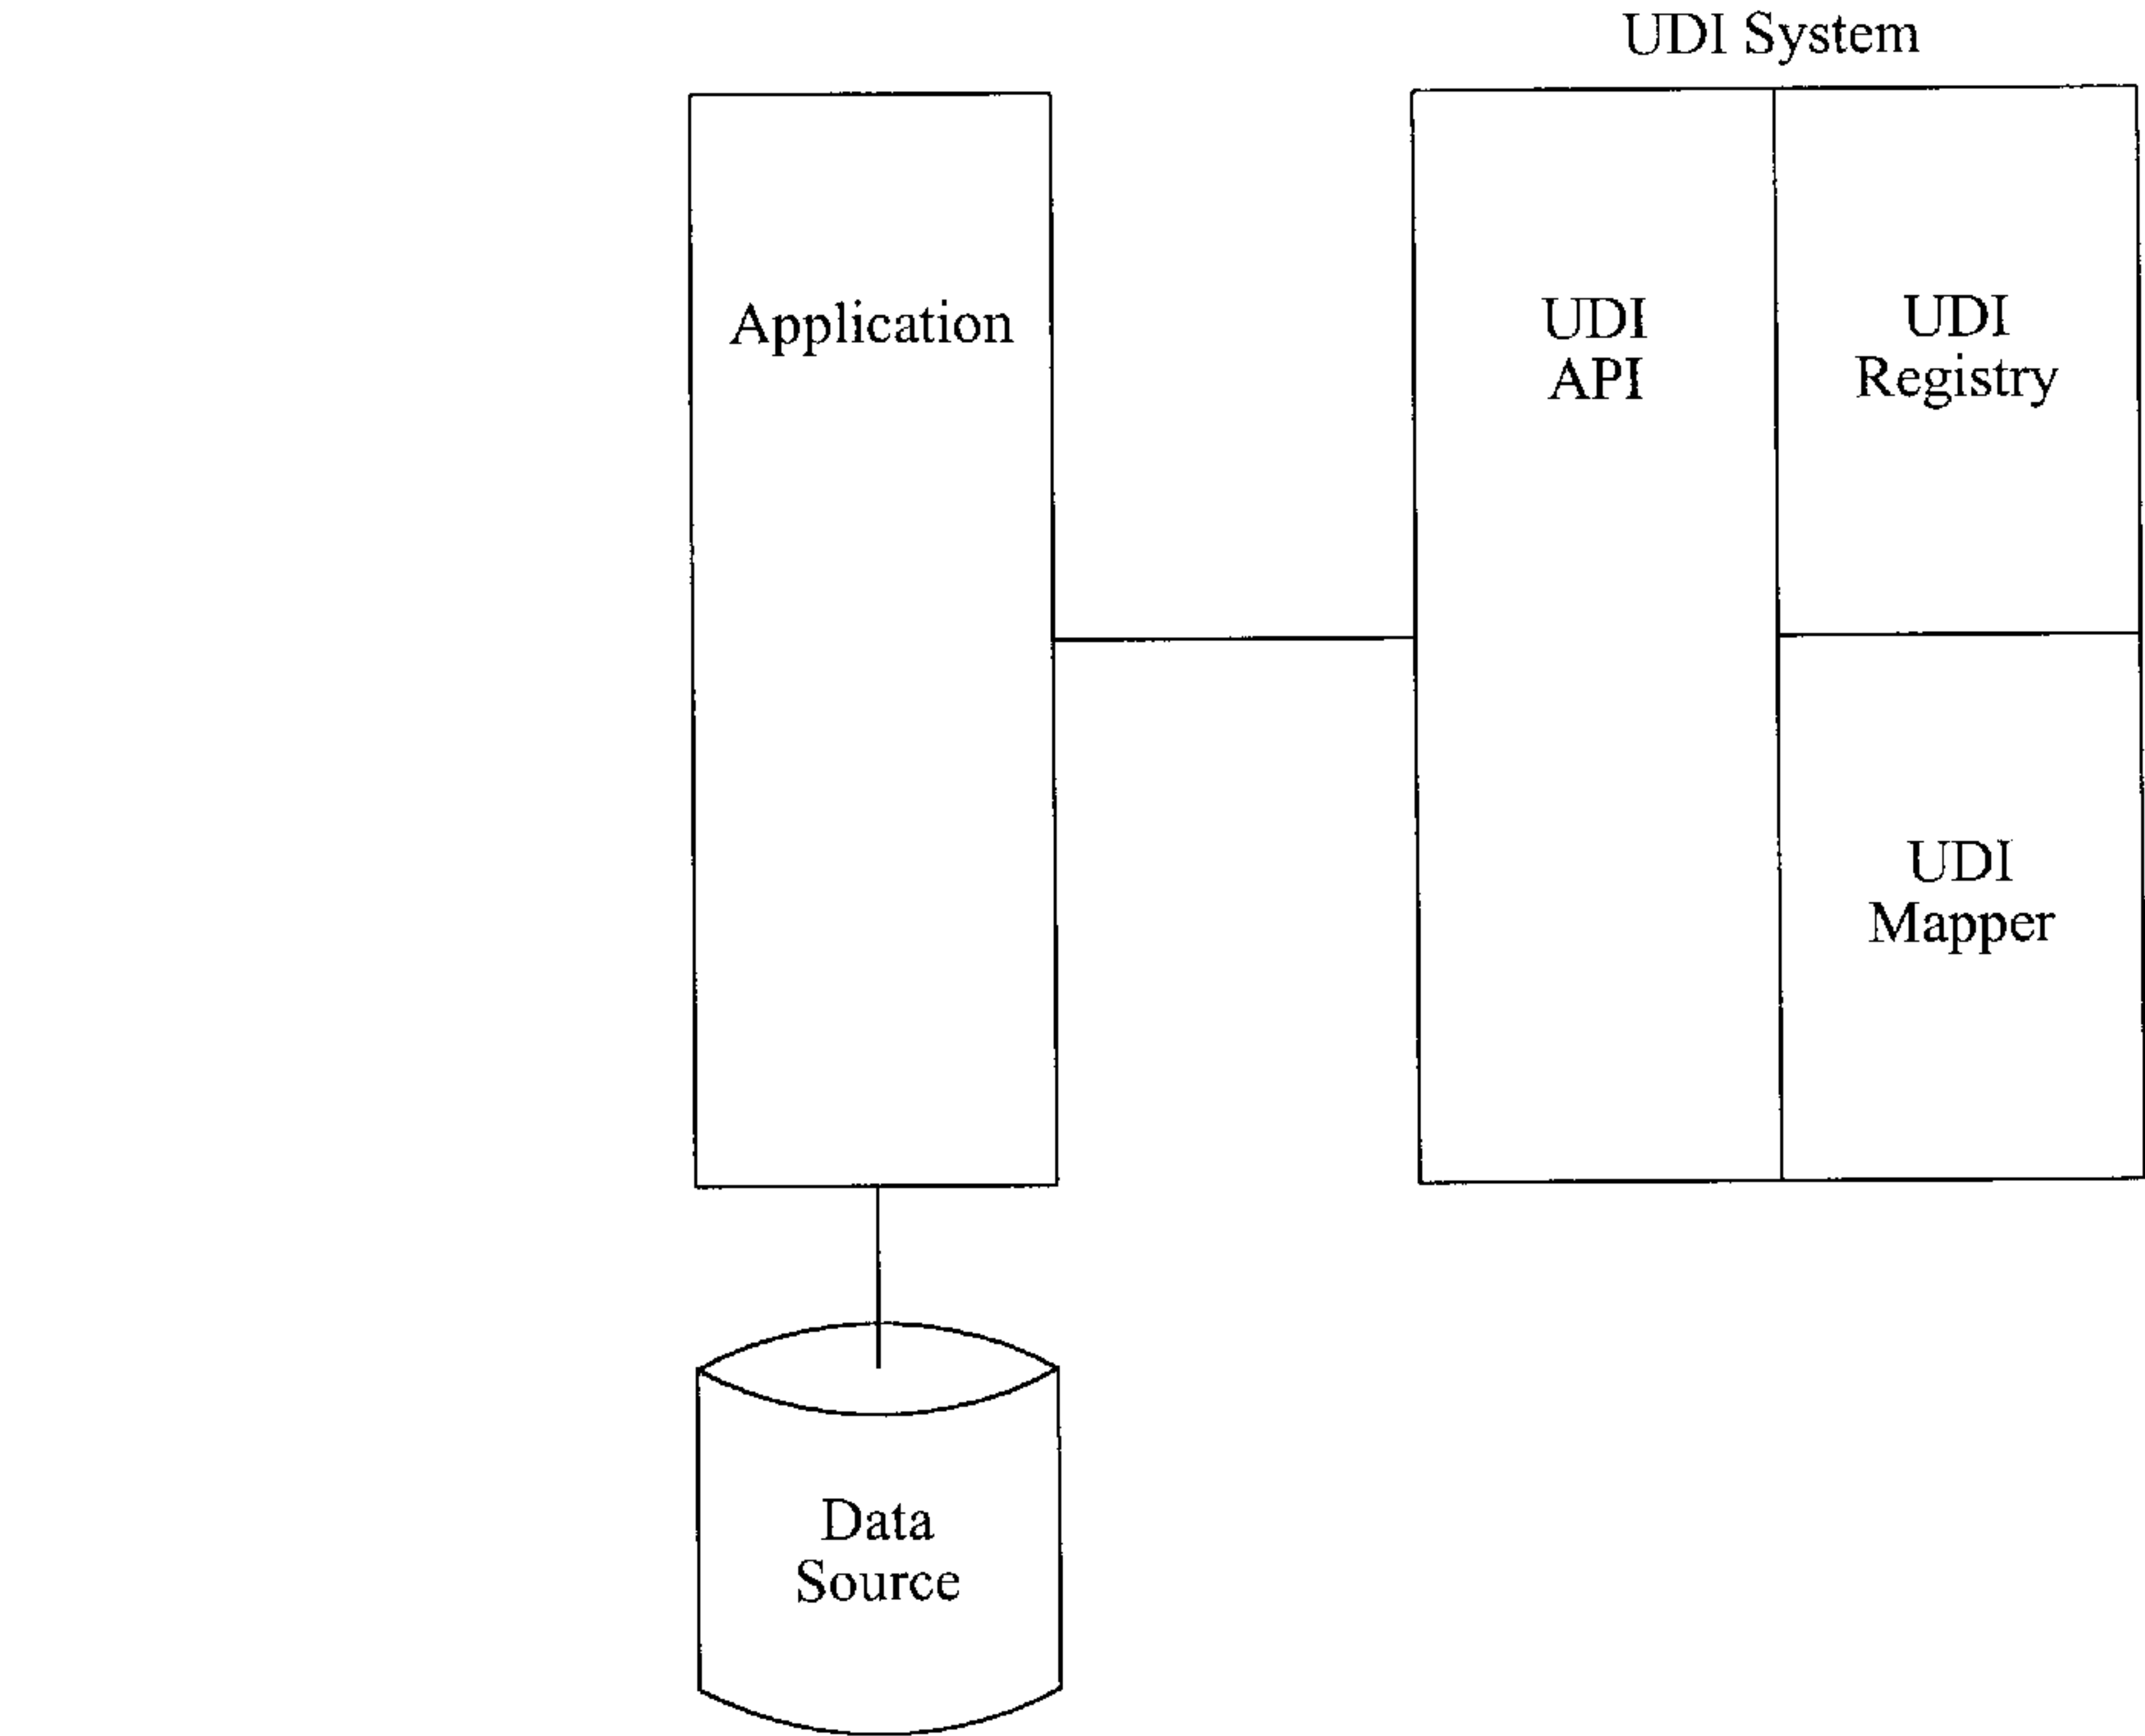 UDI System
Application
UDI
API
UDI
Registry
UDI
Mapper
Data
Source